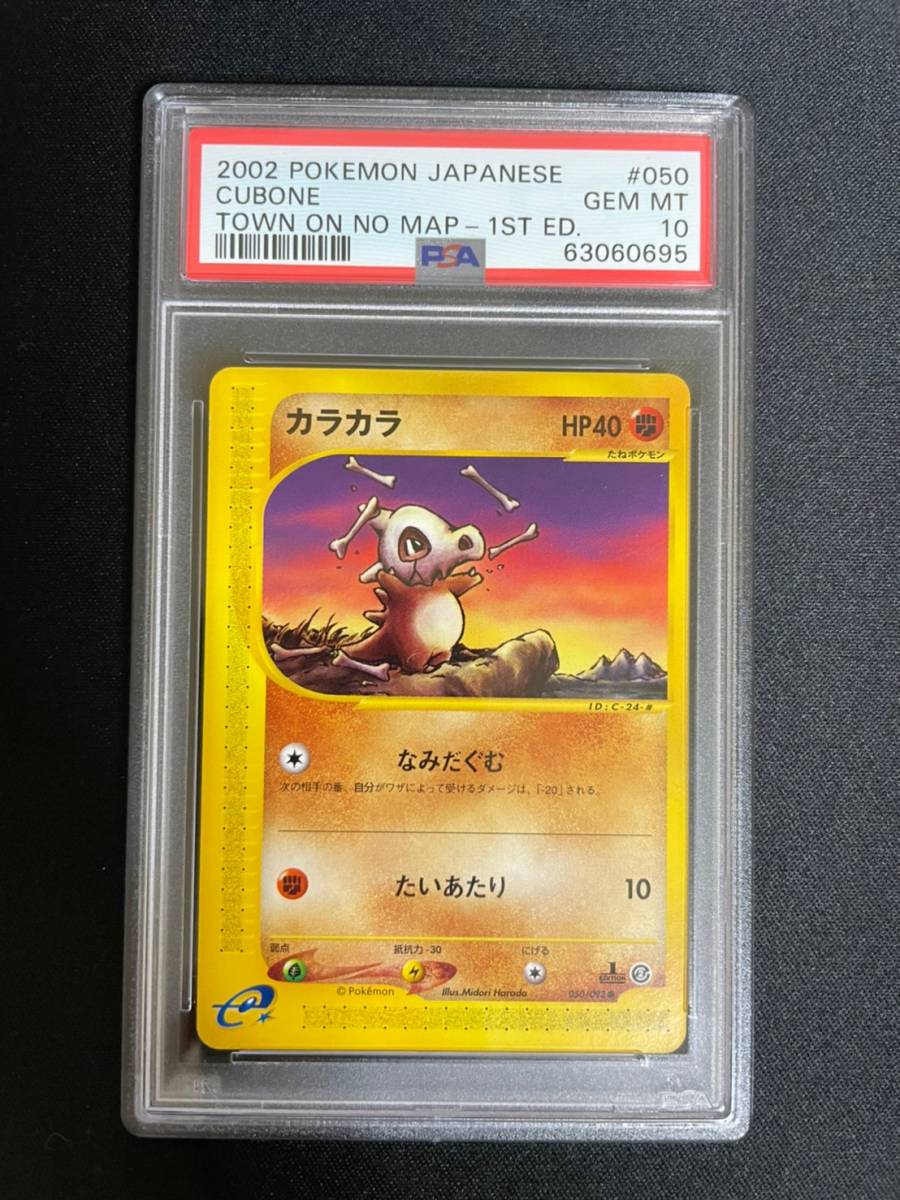 2002 POKEMON JAPANESE #050
CUBONE GEM MT
TOWN ON NO MAP - 1ST ED. 10
PSA 63060695
カラカラ HP40
たねポケモン
ID:C-24-#
なみだぐむ
次の相手の番、自分がワザによって受けるダメージは、「-20」される。
たいあたり 10
弱点 抵抗力 -30 にげる
1 EDITION
©Pokémon Illus.Midori Harada 050/092 ●
e